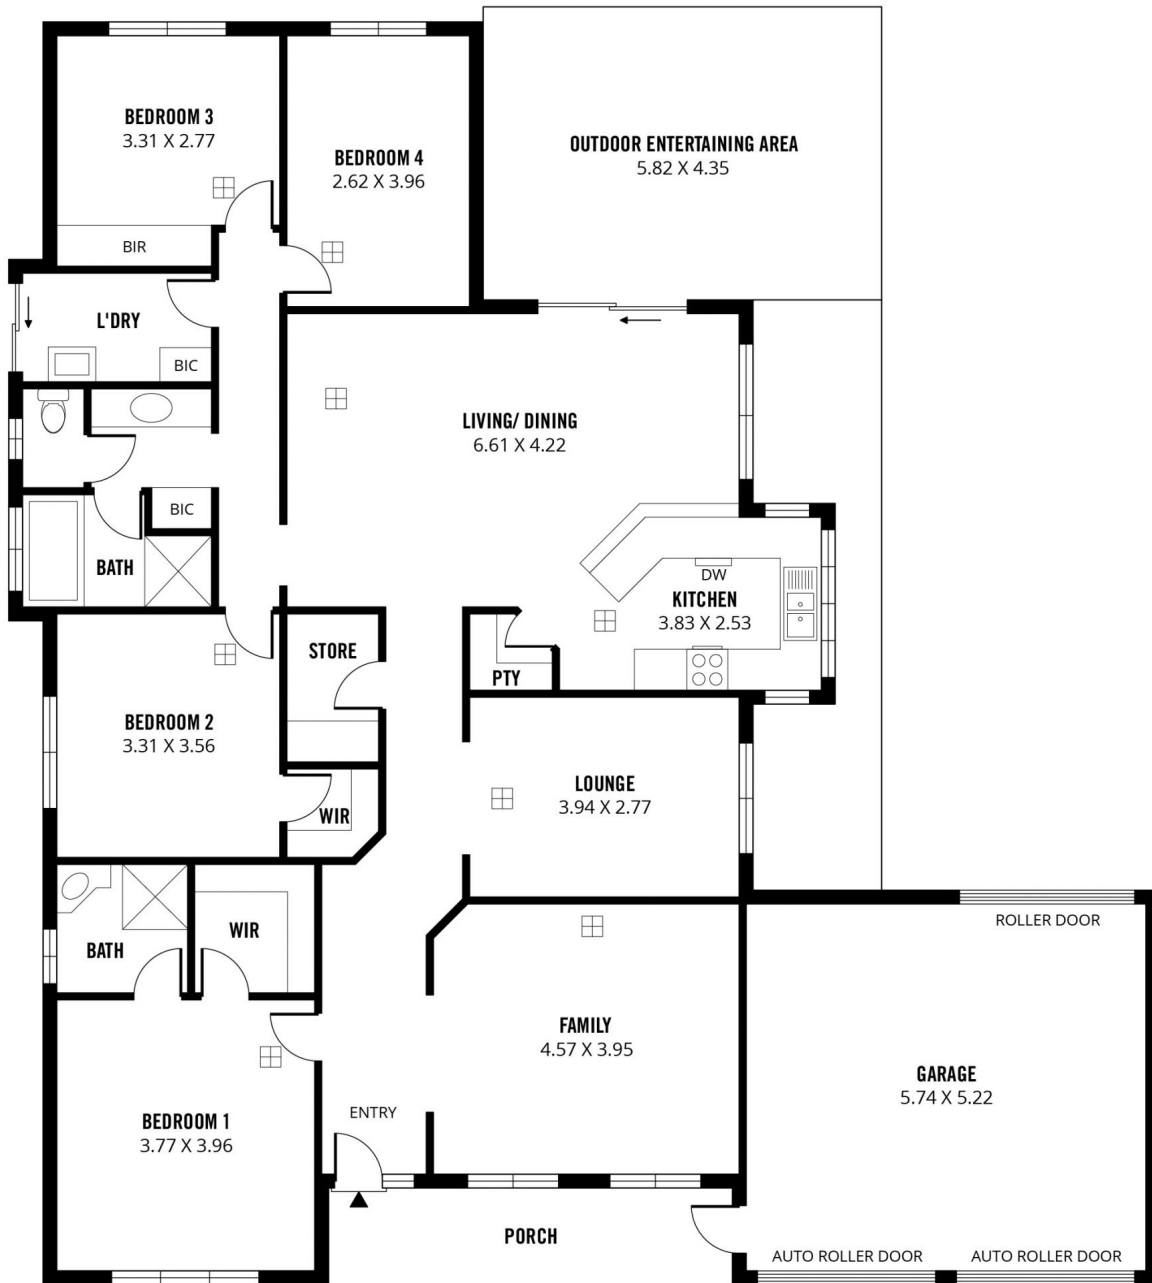 BEDROOM 3
3.31 X 2.77
BEDROOM 4
2.62 X 3.96
OUTDOOR ENTERTAINING AREA
5.82 X 4.35
BIR
L'DRY
BIC
LIVING/ DINING
6.61 X 4.22
BIC
BATH
DW
KITCHEN
3.83 X 2.53
STORE
PTY
BEDROOM 2
3.31 X 3.56
LOUNGE
3.94 X 2.77
WIR
BATH
WIR
ROLLER DOOR
FAMILY
4.57 X 3.95
GARAGE
5.74 X 5.22
ENTRY
BEDROOM 1
3.77 X 3.96
PORCH
AUTO ROLLER DOOR
AUTO ROLLER DOOR